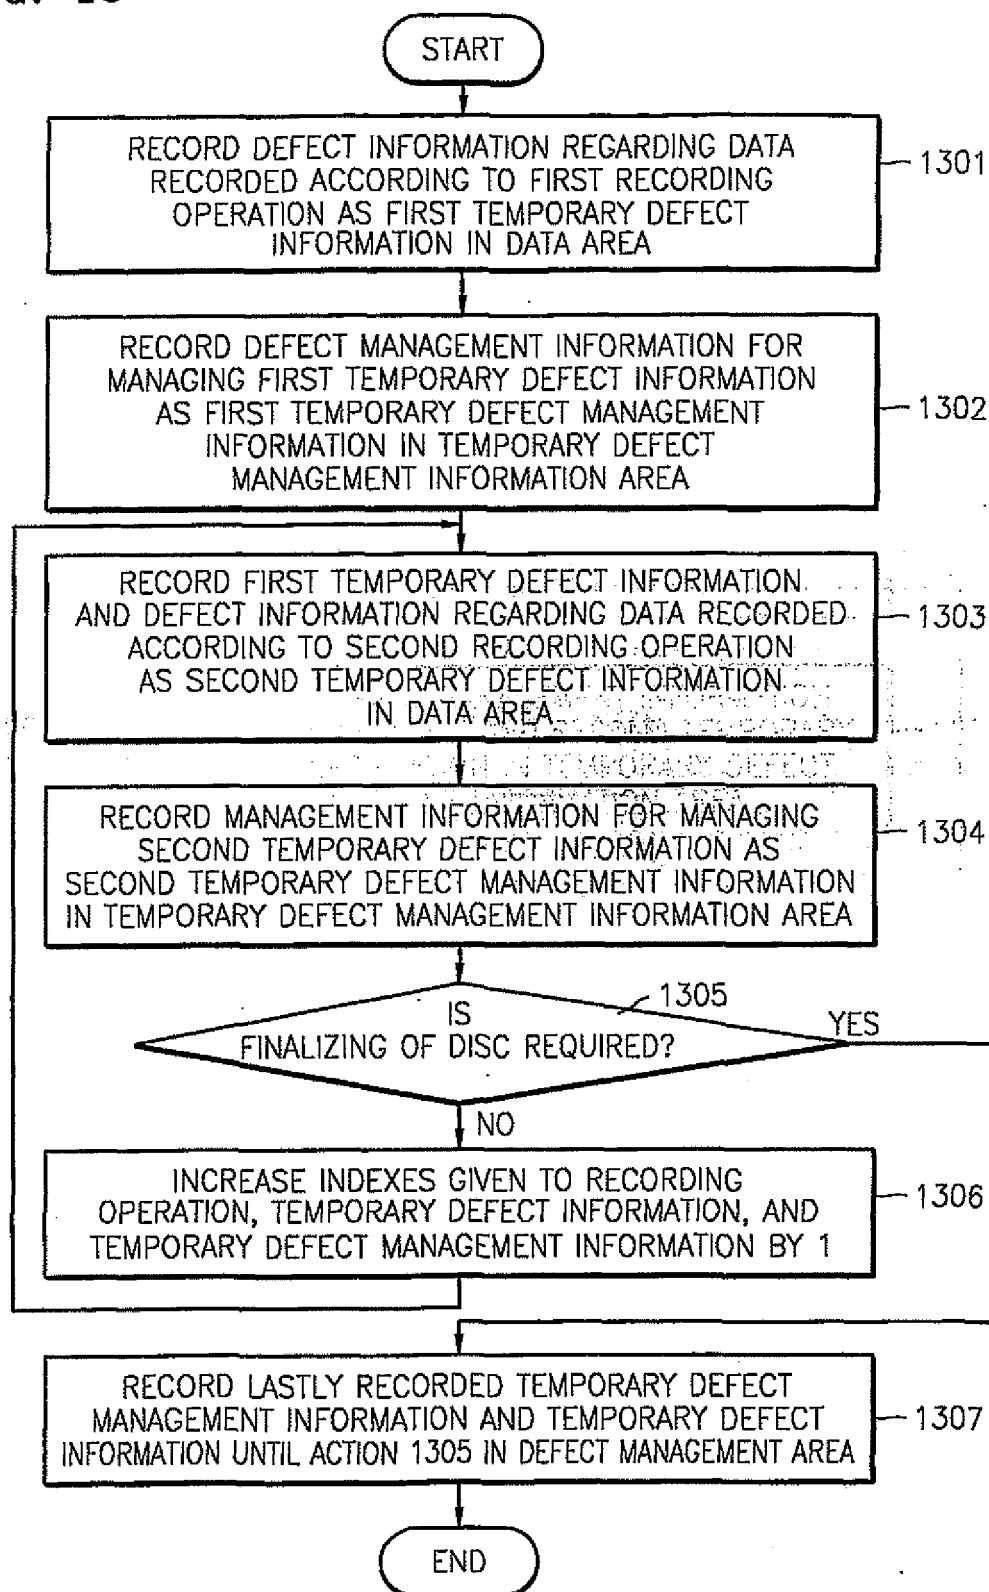 START
RECORD DEFECT INFORMATION REGARDING DATA
RECORDED ACCORDING TO FIRST RECORDING
OPERATION AS FIRST TEMPORARY DEFECT
INFORMATION IN DATA AREA
1301
RECORD DEFECT MANAGEMENT INFORMATION FOR
MANAGING FIRST TEMPORARY DEFECT INFORMATION
AS FIRST TEMPORARY DEFECT MANAGEMENT
INFORMATION IN TEMPORARY DEFECT
MANAGEMENT INFORMATION AREA
1302
RECORD FIRST TEMPORARY DEFECT INFORMATION
AND DEFECT INFORMATION REGARDING DATA RECORDED
ACCORDING TO SECOND RECORDING OPERATION
AS SECOND TEMPORARY DEFECT INFORMATION
IN DATA AREA
1303
RECORD MANAGEMENT INFORMATION FOR MANAGING
SECOND TEMPORARY DEFECT INFORMATION AS
SECOND TEMPORARY DEFECT MANAGEMENT INFORMATION
IN TEMPORARY DEFECT MANAGEMENT INFORMATION AREA
1304
1305
IS
FINALIZING OF DISC REQUIRED?
YES
NO
INCREASE INDEXES GIVEN TO RECORDING
OPERATION, TEMPORARY DEFECT INFORMATION, AND
TEMPORARY DEFECT MANAGEMENT INFORMATION BY 1
1306
RECORD LASTLY RECORDED TEMPORARY DEFECT
MANAGEMENT INFORMATION AND TEMPORARY DEFECT
INFORMATION UNTIL ACTION 1305 IN DEFECT MANAGEMENT AREA
1307
END